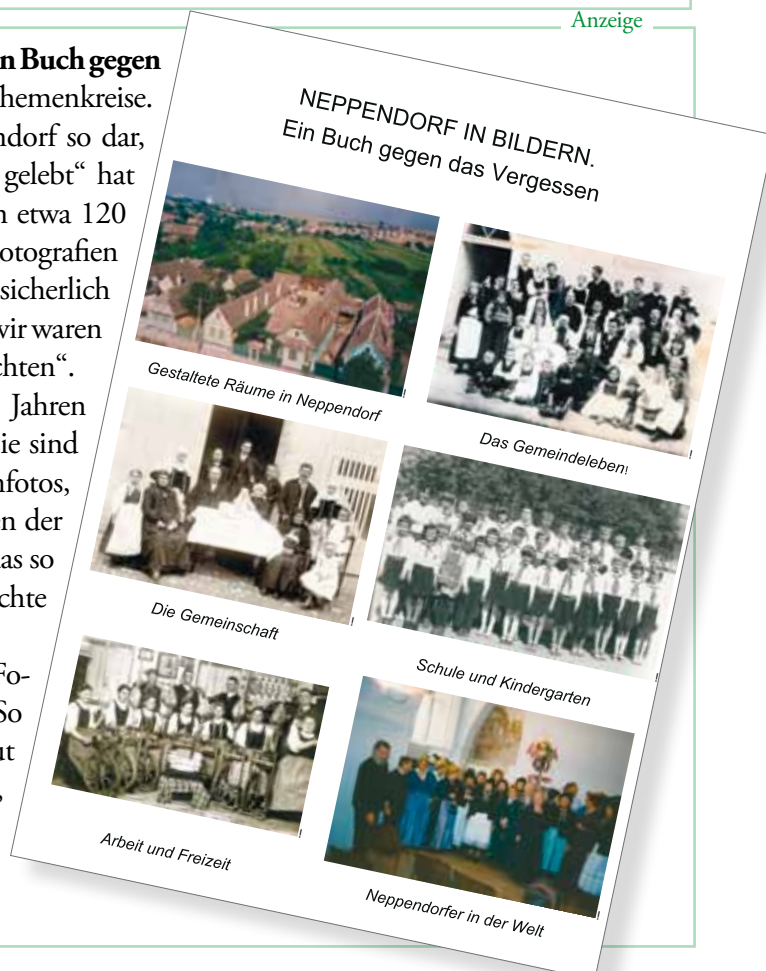 Anzeige
n Buch gegen
hemenkreise.
ndorf so dar,
gelebt“ hat
n etwa 120
otografien
sicherlich
wir waren
chten“.
Jahren
ie sind
nfotos,
en der
as so
chte
Fo-
So
ut
,
NEPPENDORF IN BILDERN.
Ein Buch gegen das Vergessen
Gestaltete Räume in Neppendorf
Das Gemeindeleben!
Die Gemeinschaft
Schule und Kindergarten
Arbeit und Freizeit
Neppendorfer in der Welt